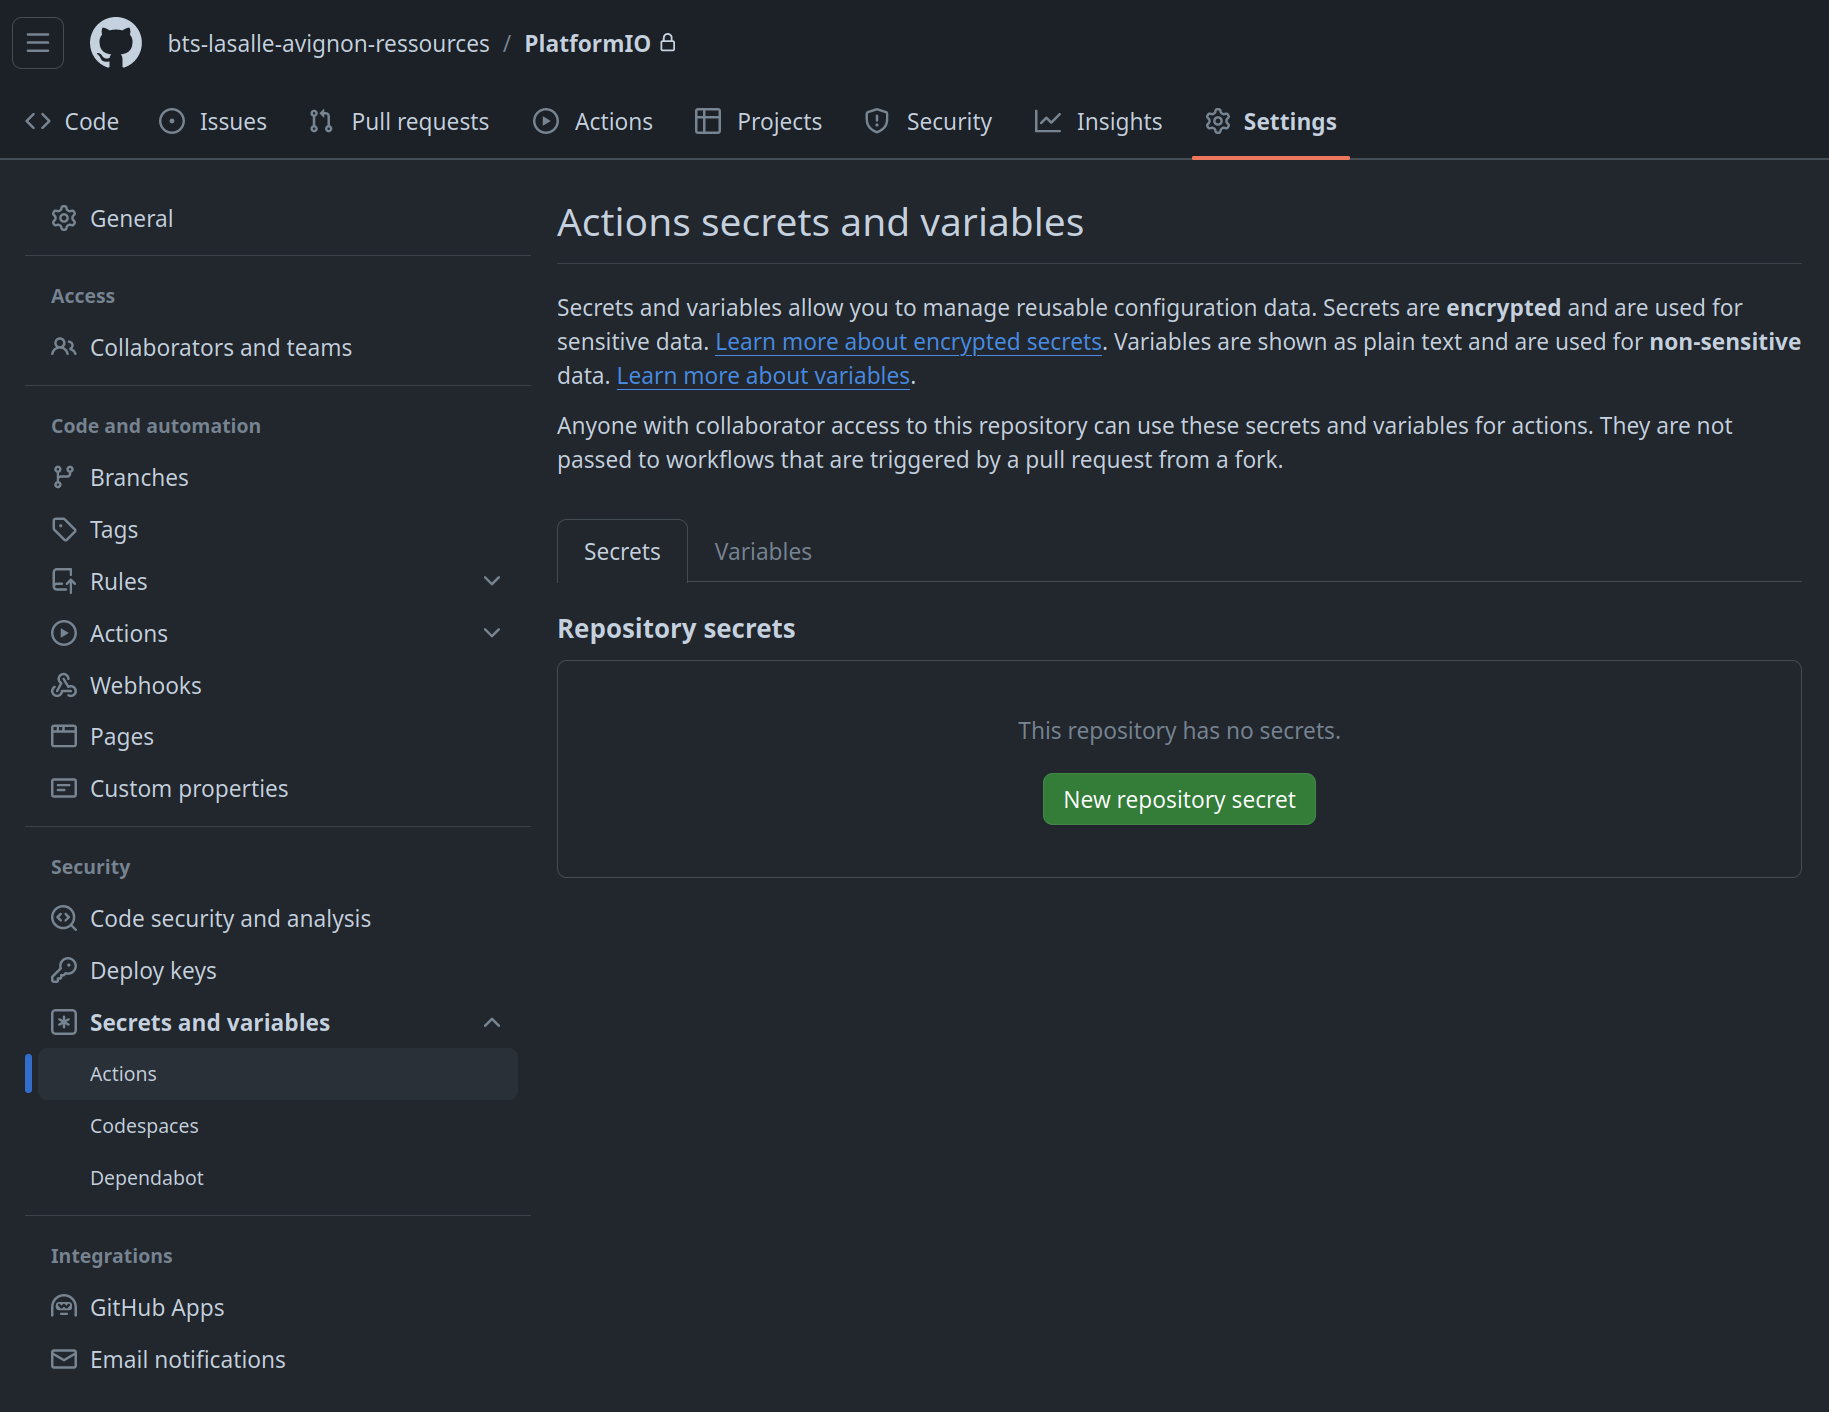 bts-lasalle-avignon-ressources / PlatformIO
Code Issues Pull requests Actions Projects Security Insights Settings
General
Access
Collaborators and teams
Code and automation
Branches
Tags
Rules
Actions
Webhooks
Pages
Custom properties
Security
Code security and analysis
Deploy keys
Secrets and variables
Actions
Codespaces
Dependabot
Integrations
GitHub Apps
Email notifications
Actions secrets and variables
Secrets and variables allow you to manage reusable configuration data. Secrets are encrypted and are used for
sensitive data. Learn more about encrypted secrets. Variables are shown as plain text and are used for non-sensitive
data. Learn more about variables.
Anyone with collaborator access to this repository can use these secrets and variables for actions. They are not
passed to workflows that are triggered by a pull request from a fork.
Secrets Variables
Repository secrets
This repository has no secrets.
New repository secret